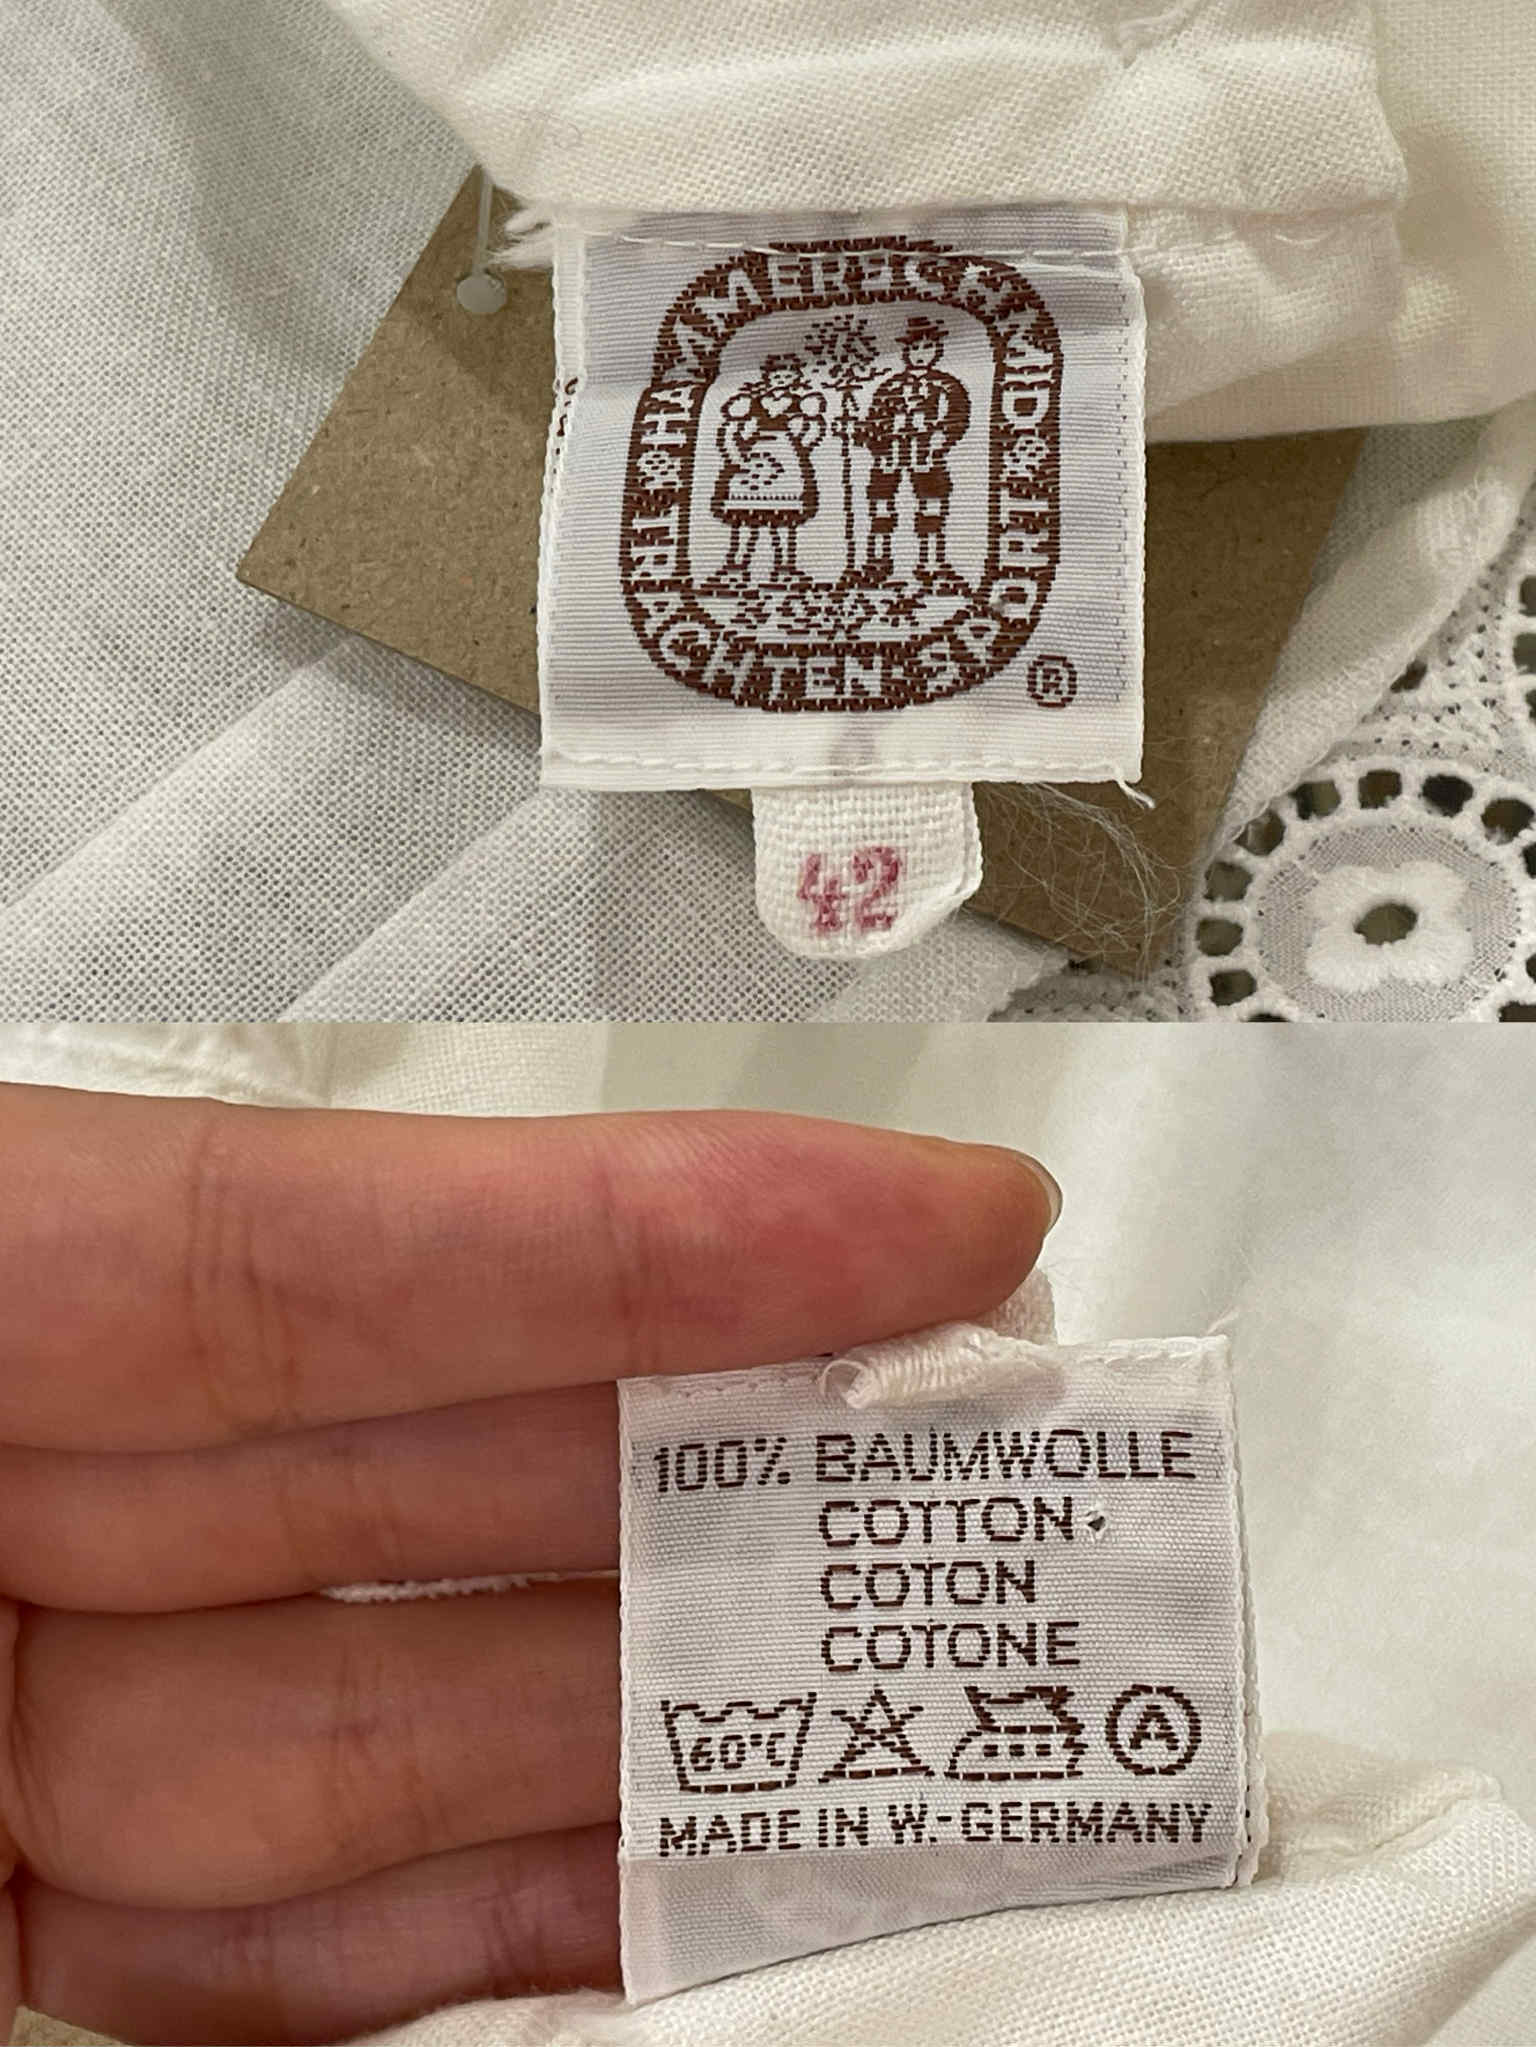 HAMMERSCHMID
TRACHTEN SPORT
®
42
100% BAUMWOLLE
COTTON
COTON
COTONE
60°C
A
MADE IN W.-GERMANY